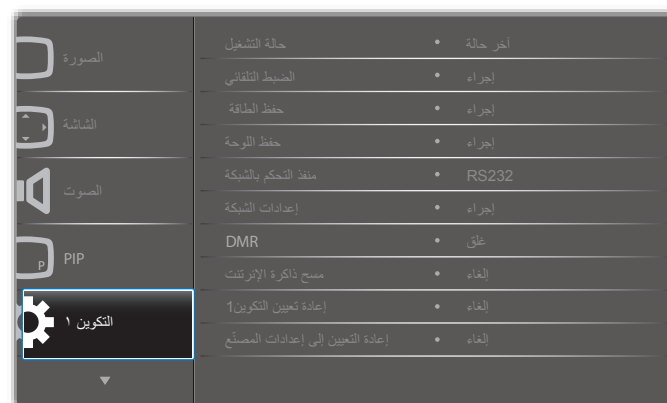 الصورة
الشاشة
الصوت
PIP
P
التكوين ١
حالة التشغيل • أخر حالة
الضبط التلقائي • إجراء
حفظ الطاقة • إجراء
حفظ اللوحة • إجراء
منفذ التحكم بالشبكة • RS232
إعدادات الشبكة • إجراء
DMR • غلق
مسح ذاكرة الإنترنت • إلغاء
إعادة تعيين التكوين1 • إلغاء
إعادة التعيين إلى إعدادات المصنّع • إلغاء